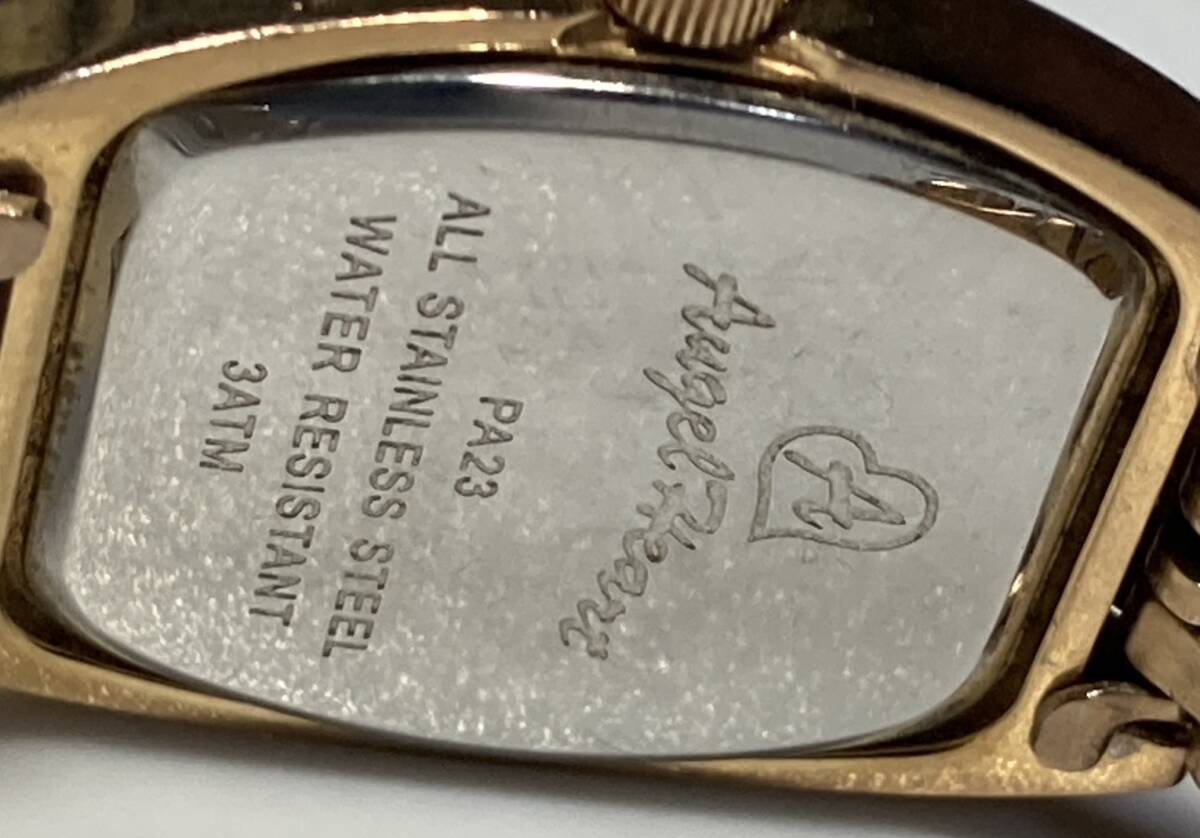 A
Angel Heart
PA23
ALL STAINLESS STEEL
WATER RESISTANT
3ATM